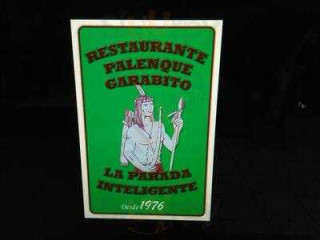 RESTAURANTE
PALENQUE
GARABITO
LA PARADA
INTELIGENTE
Desde 1976